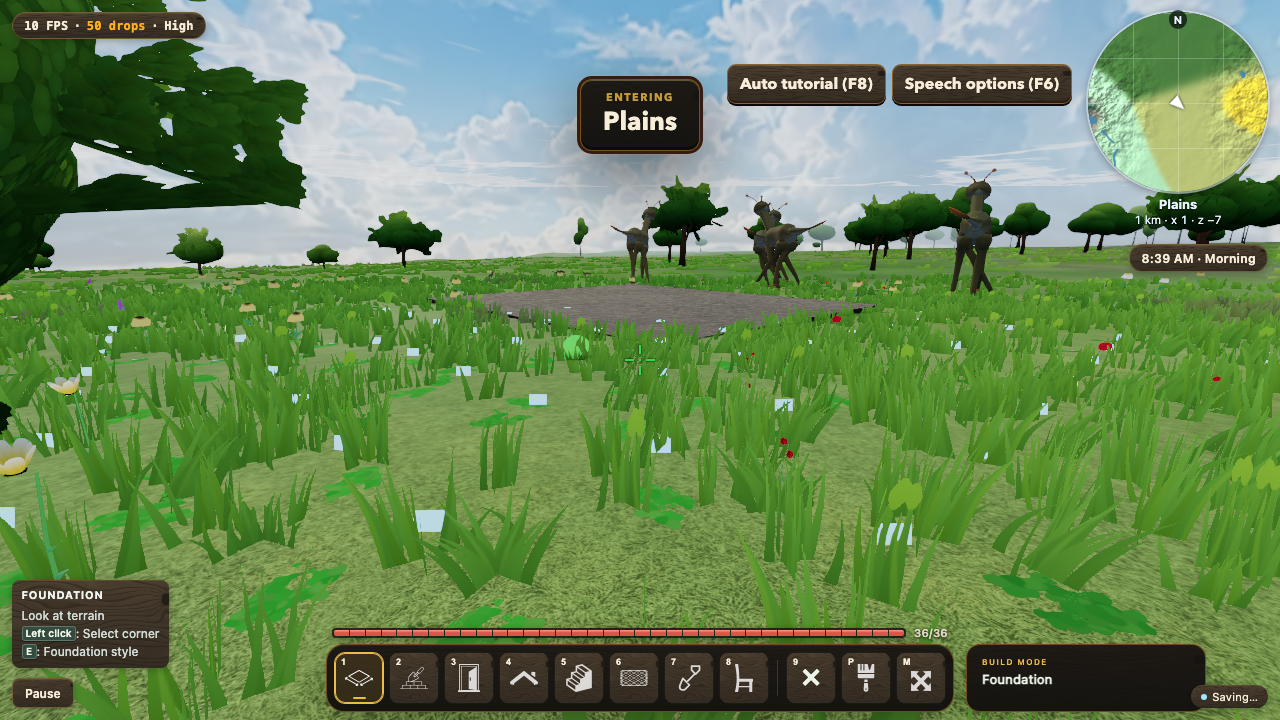 10 FPS · 50 drops · High
ENTERING
Plains
Auto tutorial (F8)
Speech options (F6)
N
Plains
1 km · x 1 · z −7
8:39 AM · Morning
FOUNDATION
Look at terrain
Left click: Select corner
E: Foundation style
Pause
36/36
1 2 3 4 5 6 7 8 9 P M
BUILD MODE
Foundation
Saving...